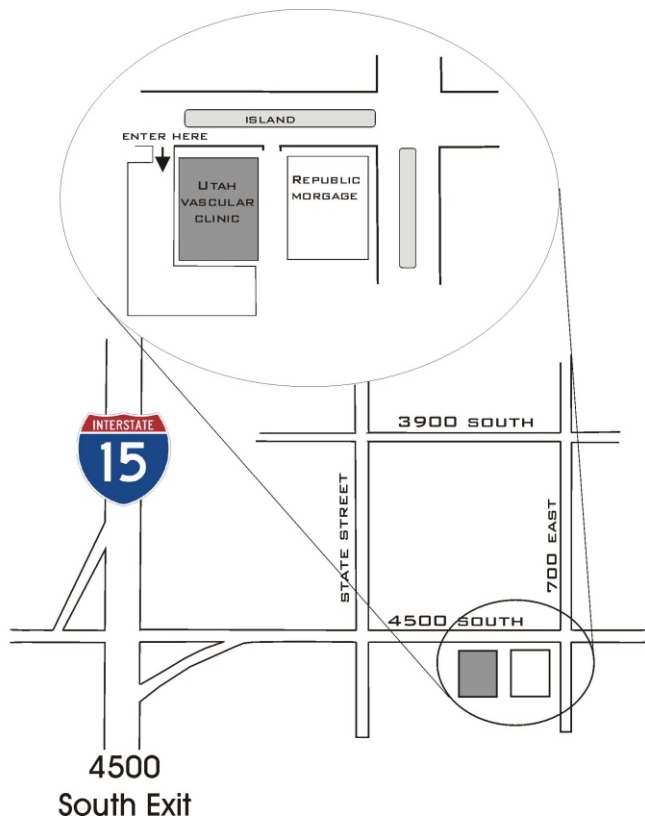 ISLAND
ENTER HERE
UTAH
VASCULAR
CLINIC
REPUBLIC
MORGAGE
INTERSTATE
15
3900 SOUTH
STATE STREET
700 EAST
4500 SOUTH
4500
South Exit